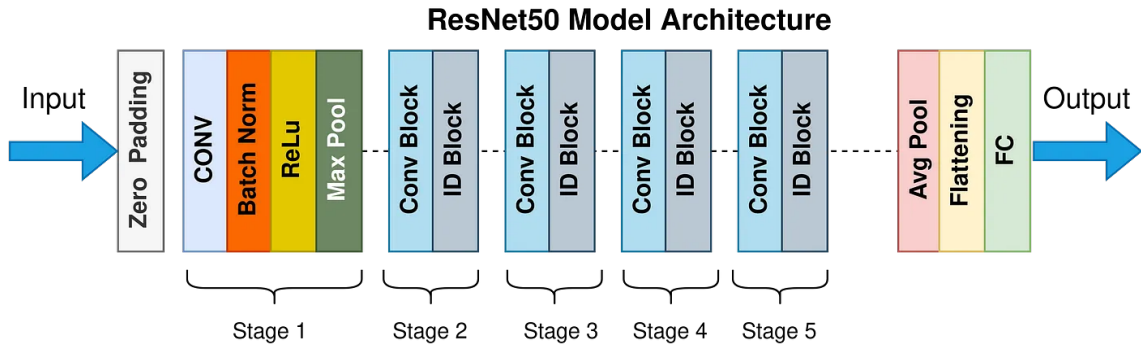 ResNet50 Model Architecture
Input
Zero Padding
CONV
Batch Norm
ReLu
Max Pool
Conv Block
ID Block
Conv Block
ID Block
Conv Block
ID Block
Conv Block
ID Block
Avg Pool
Flattening
FC
Output
Stage 1
Stage 2
Stage 3
Stage 4
Stage 5